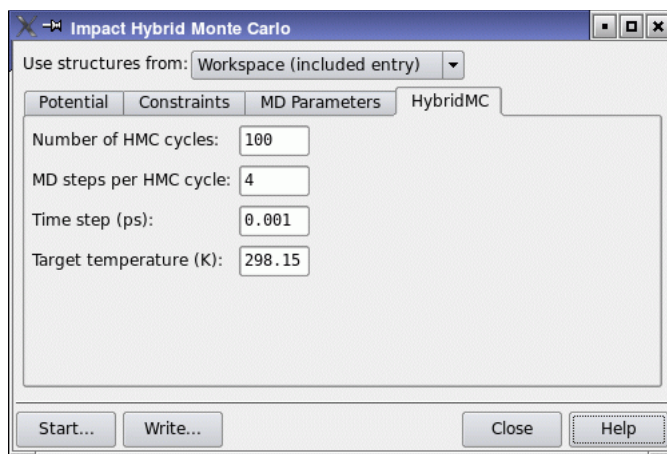 Impact Hybrid Monte Carlo
Use structures from: Workspace (included entry)
Potential Constraints MD Parameters HybridMC
Number of HMC cycles: 100
MD steps per HMC cycle: 4
Time step (ps): 0.001
Target temperature (K): 298.15
Start... Write... Close Help